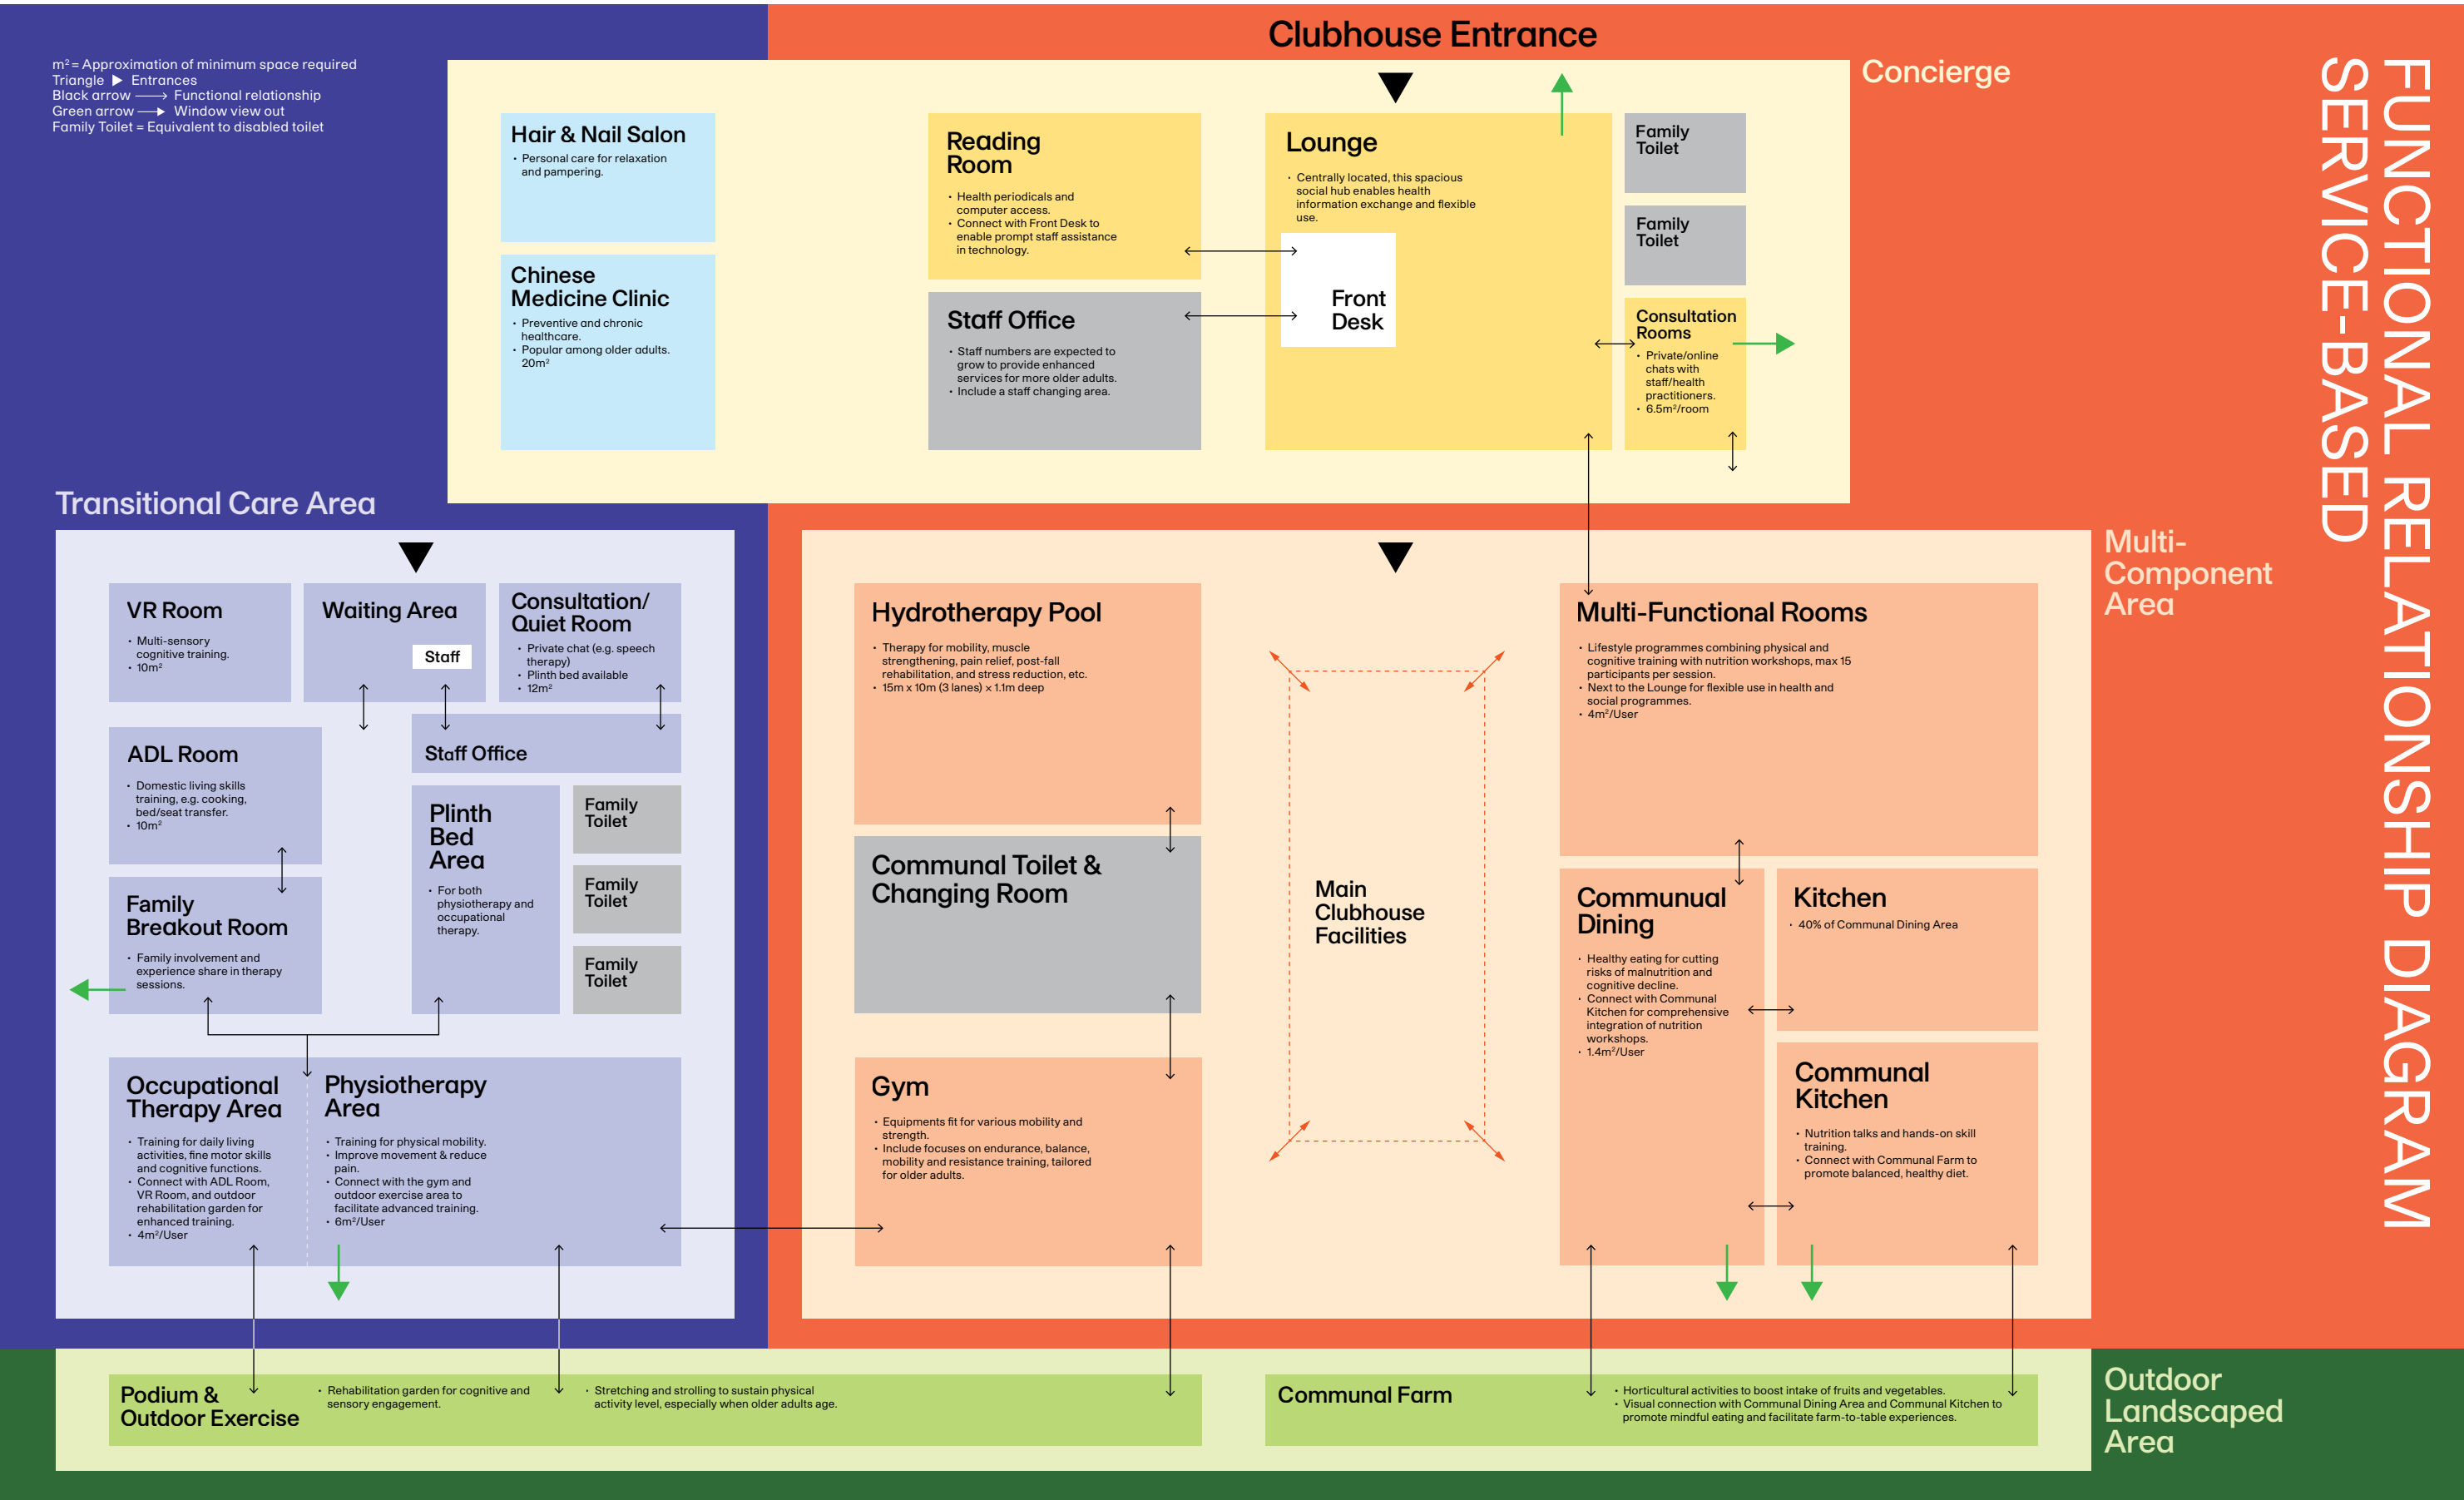 Clubhouse Entrance
m² = Approximation of minimum space required
Triangle ▶ Entrances
Black arrow ⟶ Functional relationship
Green arrow ⟶ Window view out
Family Toilet = Equivalent to disabled toilet
Concierge
Hair & Nail Salon
• Personal care for relaxation
and pampering.
Chinese
Medicine Clinic
• Preventive and chronic
healthcare.
• Popular among older adults.
20m²
Reading
Room
• Health periodicals and
computer access.
• Connect with Front Desk to
enable prompt staff assistance
in technology.
Staff Office
• Staff numbers are expected to
grow to provide enhanced
services for more older adults.
• Include a staff changing area.
Lounge
• Centrally located, this spacious
social hub enables health
information exchange and flexible
use.
Front
Desk
Family
Toilet
Family
Toilet
Consultation
Rooms
• Private/online
chats with
staff/health
practitioners.
• 6.5m²/room
FUNCTIONAL RELATIONSHIP DIAGRAM
SERVICE-BASED
Transitional Care Area
VR Room
• Multi-sensory
cognitive training.
• 10m²
Waiting Area
Staff
Consultation/
Quiet Room
• Private chat (e.g. speech
therapy)
• Plinth bed available
• 12m²
ADL Room
• Domestic living skills
training, e.g. cooking,
bed/seat transfer.
• 10m²
Staff Office
Plinth
Bed
Area
• For both
physiotherapy and
occupational
therapy.
Family
Toilet
Family
Toilet
Family
Toilet
Family
Breakout Room
• Family involvement and
experience share in therapy
sessions.
Occupational
Therapy Area
• Training for daily living
activities, fine motor skills
and cognitive functions.
• Connect with ADL Room,
VR Room, and outdoor
rehabilitation garden for
enhanced training.
• 4m²/User
Physiotherapy
Area
• Training for physical mobility.
• Improve movement & reduce
pain.
• Connect with the gym and
outdoor exercise area to
facilitate advanced training.
• 6m²/User
Multi-
Component
Area
Hydrotherapy Pool
• Therapy for mobility, muscle
strengthening, pain relief, post-fall
rehabilitation, and stress reduction, etc.
• 15m x 10m (3 lanes) × 1.1m deep
Communal Toilet &
Changing Room
Gym
• Equipments fit for various mobility and
strength.
• Include focuses on endurance, balance,
mobility and resistance training, tailored
for older adults.
Main
Clubhouse
Facilities
Multi-Functional Rooms
• Lifestyle programmes combining physical and
cognitive training with nutrition workshops, max 15
participants per session.
• Next to the Lounge for flexible use in health and
social programmes.
• 4m²/User
Communual
Dining
• Healthy eating for cutting
risks of malnutrition and
cognitive decline.
• Connect with Communal
Kitchen for comprehensive
integration of nutrition
workshops.
• 1.4m²/User
Kitchen
• 40% of Communal Dining Area
Communal
Kitchen
• Nutrition talks and hands-on skill
training.
• Connect with Communal Farm to
promote balanced, healthy diet.
Podium &
Outdoor Exercise
• Rehabilitation garden for cognitive and
sensory engagement.
• Stretching and strolling to sustain physical
activity level, especially when older adults age.
Communal Farm
• Horticultural activities to boost intake of fruits and vegetables.
• Visual connection with Communal Dining Area and Communal Kitchen to
promote mindful eating and facilitate farm-to-table experiences.
Outdoor
Landscaped
Area